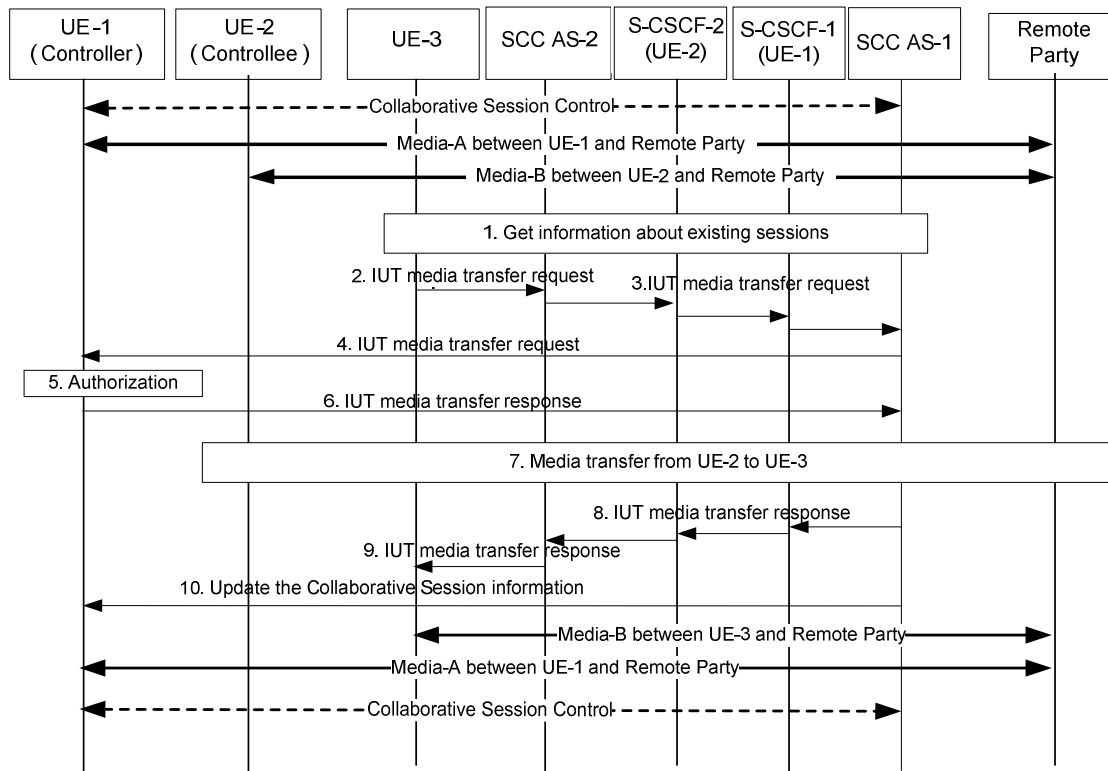 UE-1
( Controller )
UE-2
( Controllee )
UE-3
SCC AS-2
S-CSCF-2
(UE-2)
S-CSCF-1
(UE-1)
SCC AS-1
Remote
Party
Collaborative Session Control
Media-A between UE-1 and Remote Party
Media-B between UE-2 and Remote Party
1. Get information about existing sessions
2. IUT media transfer request
3.IUT media transfer request
4. IUT media transfer request
5. Authorization
6. IUT media transfer response
7. Media transfer from UE-2 to UE-3
8. IUT media transfer response
9. IUT media transfer response
10. Update the Collaborative Session information
Media-B between UE-3 and Remote Party
Media-A between UE-1 and Remote Party
Collaborative Session Control